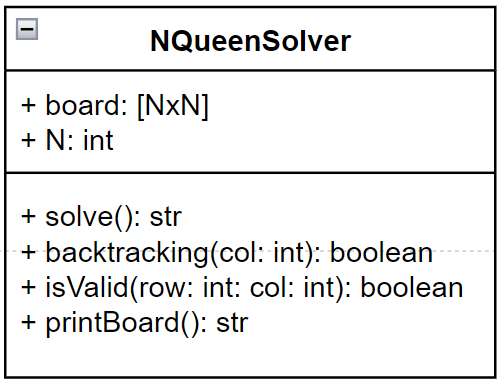 NQueenSolver
+ board: [NxN]
+ N: int
+ solve(): str
+ backtracking(col: int): boolean
+ isValid(row: int: col: int): boolean
+ printBoard(): str